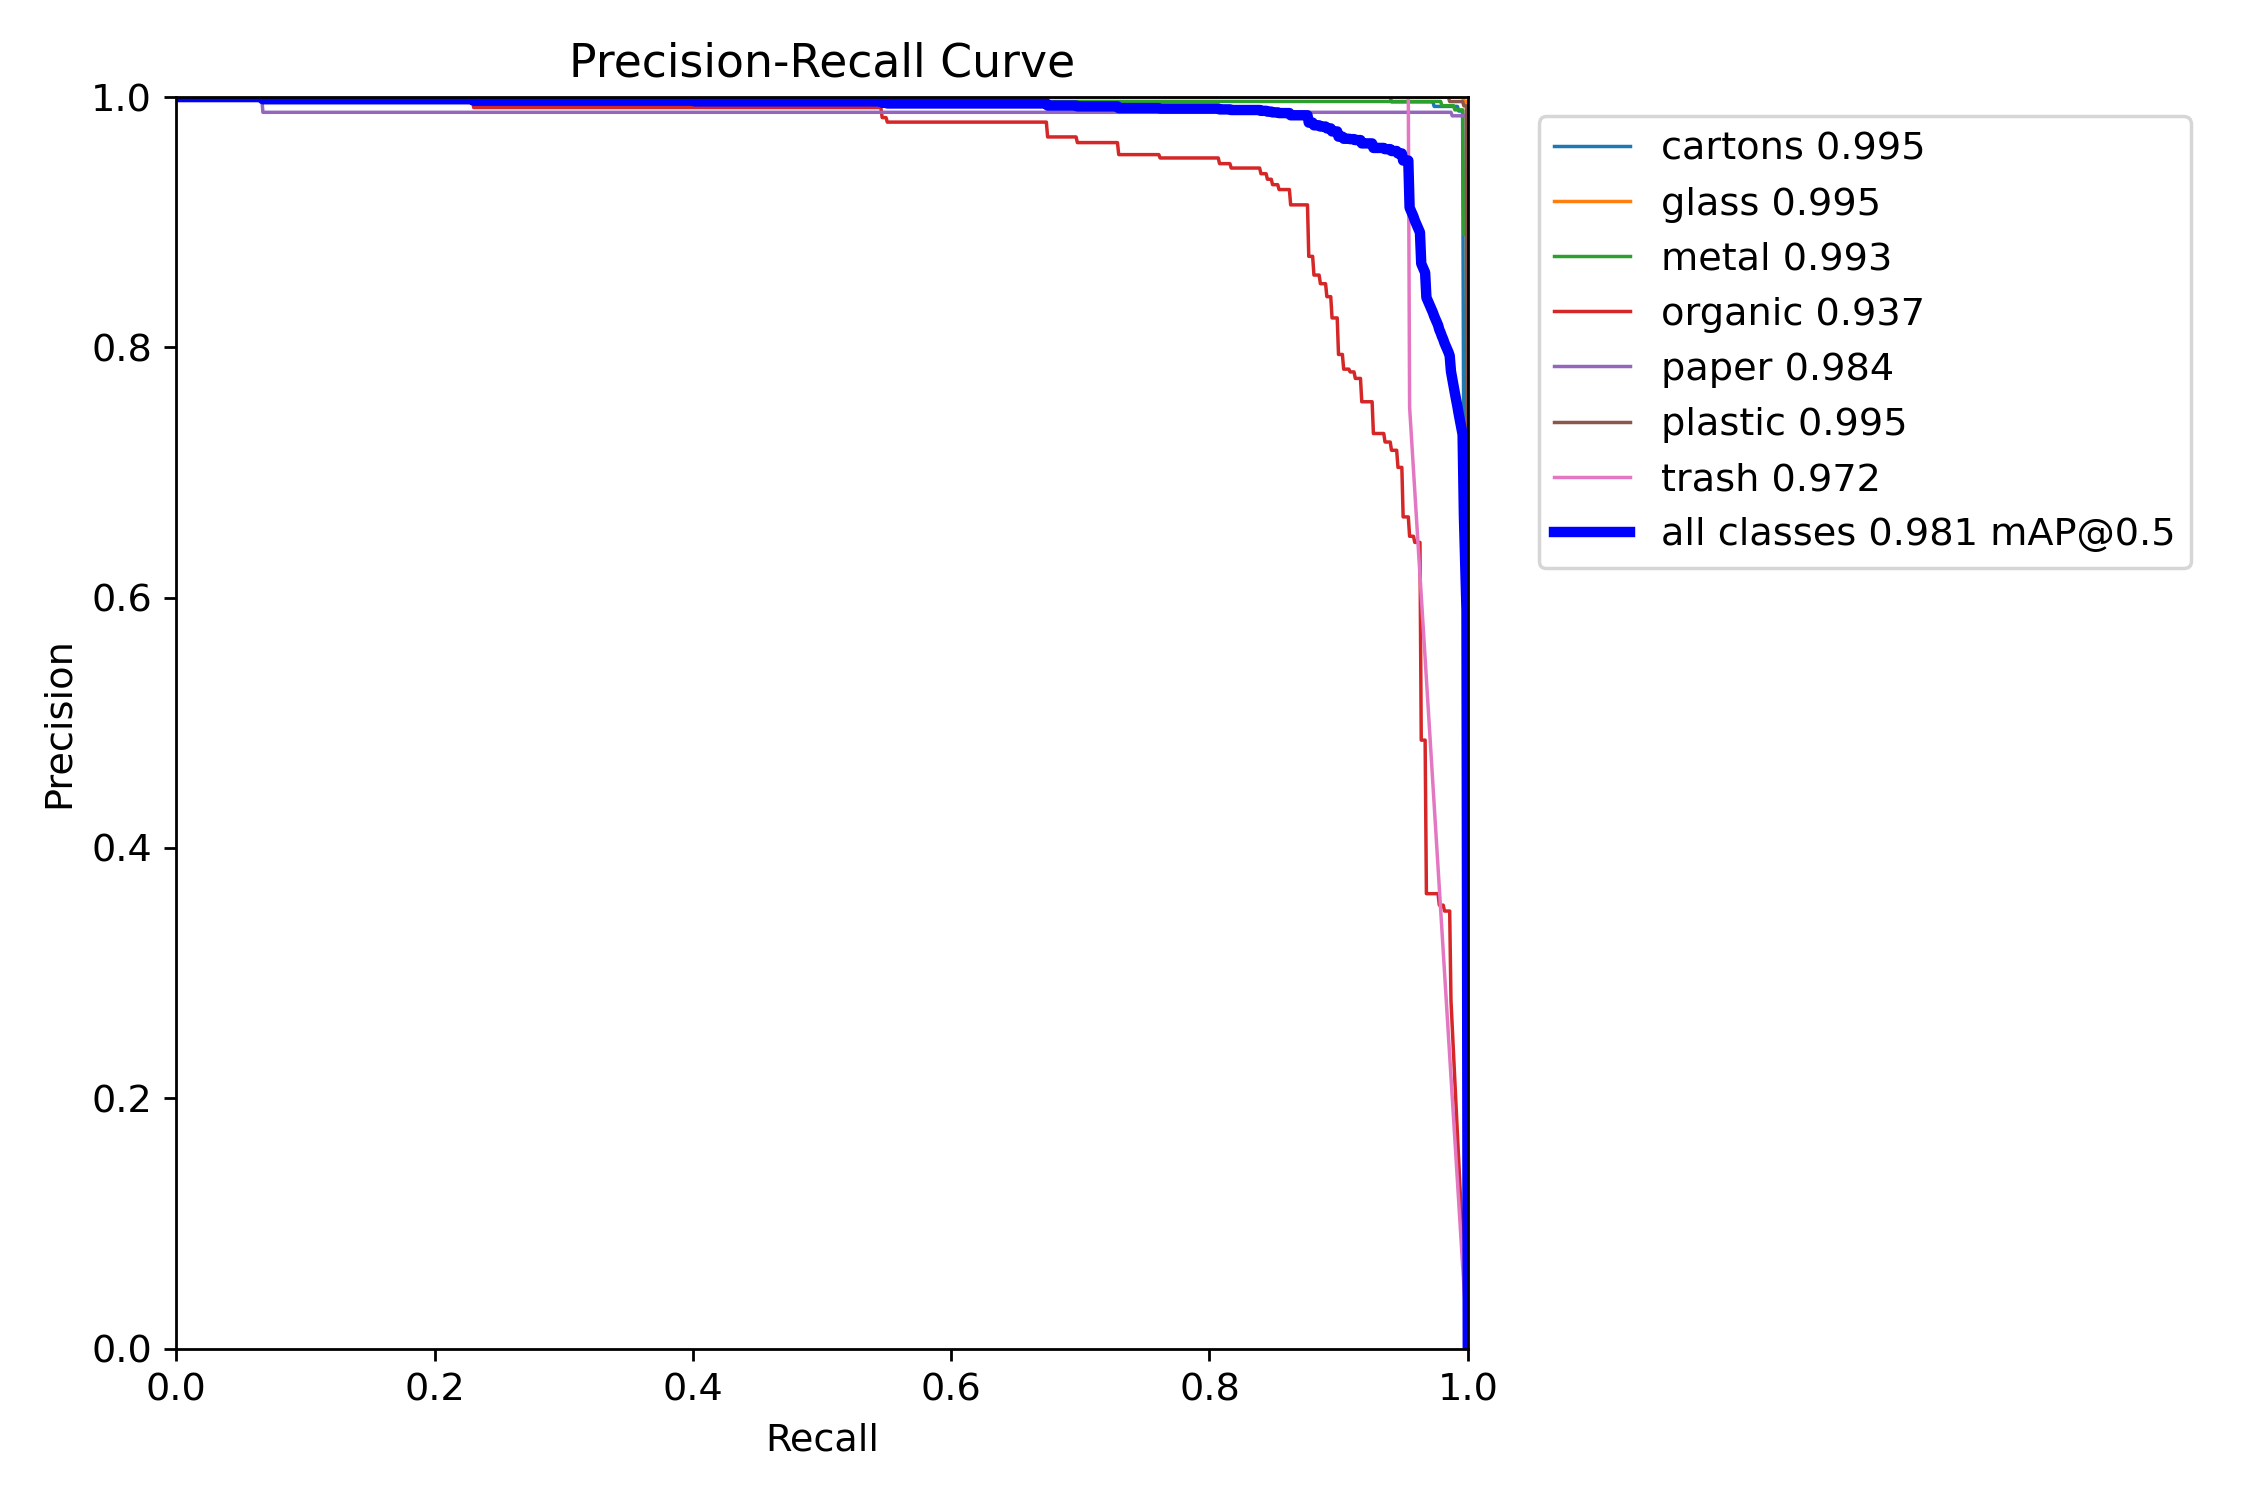 Precision-Recall Curve
1.0
0.8
0.6
0.4
0.2
0.0
Precision
0.0 0.2 0.4 0.6 0.8 1.0
Recall
cartons 0.995
glass 0.995
metal 0.993
organic 0.937
paper 0.984
plastic 0.995
trash 0.972
all classes 0.981 mAP@0.5